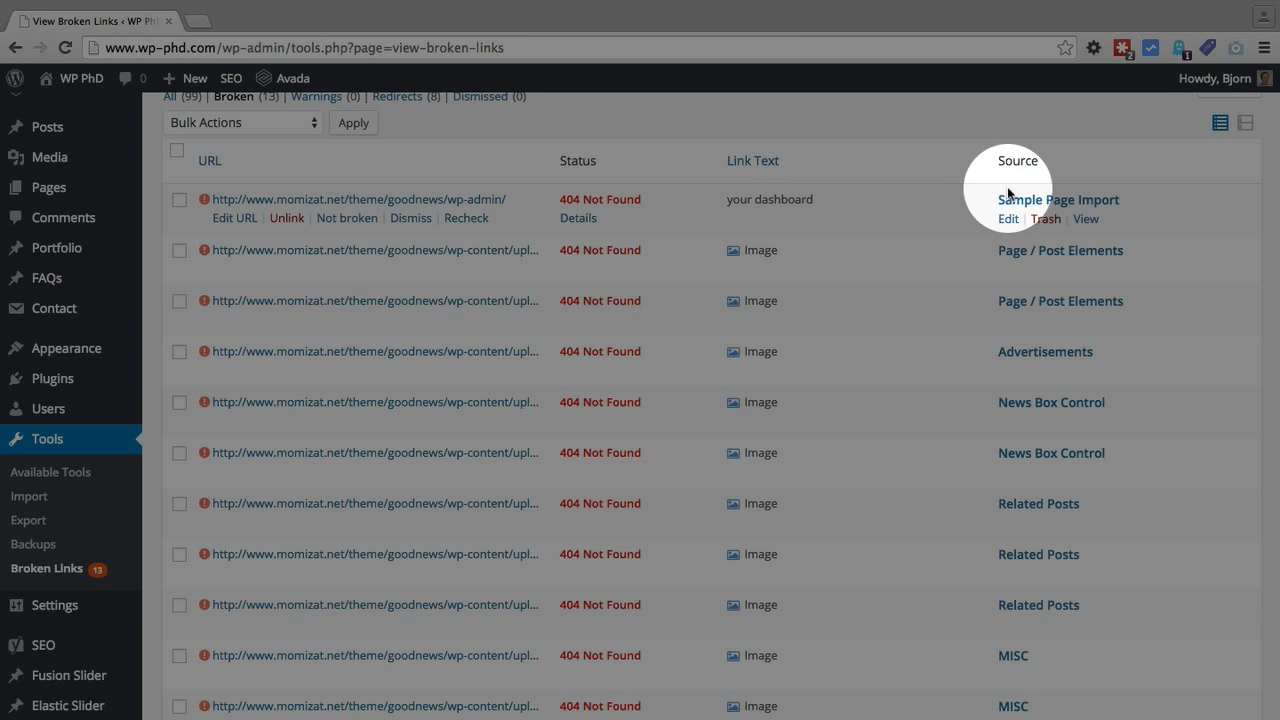 View Broken Links ‹ WP Ph
www.wp-phd.com/wp-admin/tools.php?page=view-broken-links
2
1
WP PhD 0 New SEO Avada Howdy, Bjorn
All (99) | Broken (13) | Warnings (0) | Redirects (8) | Dismissed (0)
Bulk Actions Apply
Posts
Media
Pages
Comments
Portfolio
FAQs
Contact
Appearance
Plugins
Users
Tools
Available Tools
Import
Export
Backups
Broken Links 13
Settings
SEO
Fusion Slider
Elastic Slider
URL Status Link Text Source
http://www.wp-phd.com/wp-admin/ 404 Not Found your dashboard Sample Page Import
Edit URL | Unlink | Not broken | Dismiss | Recheck Details Edit | Trash | View
http://www.momizat.net/theme/goodnews/wp-content/upl... 404 Not Found Image Page / Post Elements
http://www.momizat.net/theme/goodnews/wp-content/upl... 404 Not Found Image Page / Post Elements
http://www.momizat.net/theme/goodnews/wp-content/upl... 404 Not Found Image Advertisements
http://www.momizat.net/theme/goodnews/wp-content/upl... 404 Not Found Image News Box Control
http://www.momizat.net/theme/goodnews/wp-content/upl... 404 Not Found Image News Box Control
http://www.momizat.net/theme/goodnews/wp-content/upl... 404 Not Found Image Related Posts
http://www.momizat.net/theme/goodnews/wp-content/upl... 404 Not Found Image Related Posts
http://www.momizat.net/theme/goodnews/wp-content/upl... 404 Not Found Image Related Posts
http://www.momizat.net/theme/goodnews/wp-content/upl... 404 Not Found Image MISC
http://www.momizat.net/theme/goodnews/wp-content/upl... 404 Not Found Image MISC